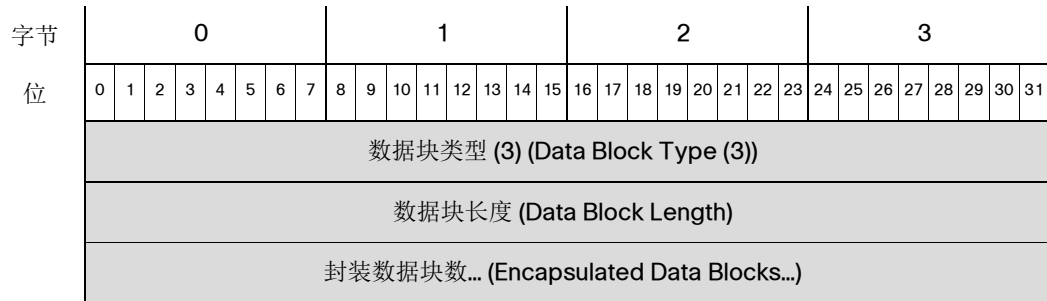 字节 0 1 2 3
位 0 1 2 3 4 5 6 7 8 9 10 11 12 13 14 15 16 17 18 19 20 21 22 23 24 25 26 27 28 29 30 31
数据块类型 (3) (Data Block Type (3))
数据块长度 (Data Block Length)
封装数据块数... (Encapsulated Data Blocks...)